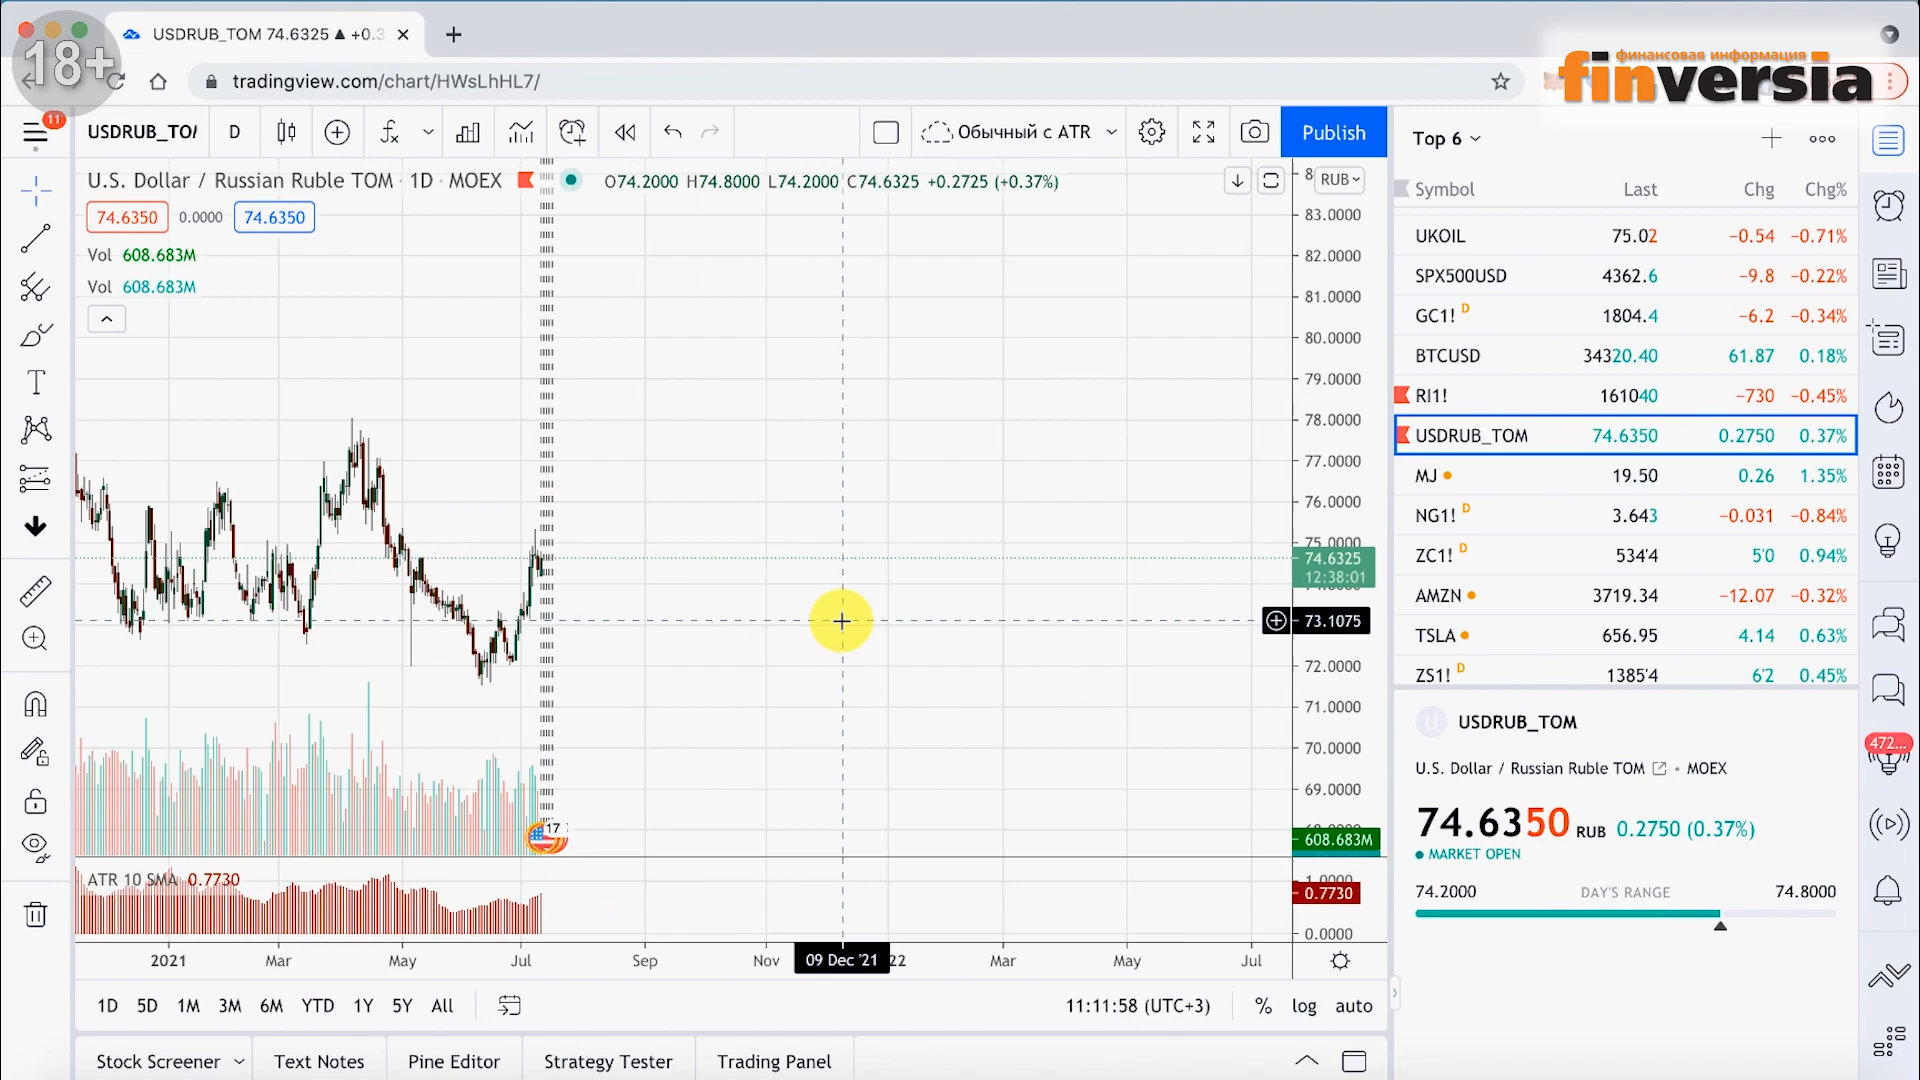 USDRUB_TOM 74.6325 ▲ +0.3
18+
tradingview.com/chart/HWsLhHL7/
финансовая информация
finversia
11
USDRUB_TO
D
Обычный с ATR
Publish
Top 6
U.S. Dollar / Russian Ruble TOM · 1D · MOEX
O74.2000 H74.8000 L74.2000 C74.6325 +0.2725 (+0.37%)
RUB
74.6350 0.0000 74.6350
Vol 608.683M
Vol 608.683M
83.0000
82.0000
81.0000
80.0000
79.0000
78.0000
77.0000
76.0000
75.0000
74.6325
12:38:01
73.1075
72.0000
71.0000
70.0000
69.0000
608.683M
17
ATR 10 SMA 0.7730
1.0000
0.7730
0.0000
2021 Mar May Jul Sep Nov 09 Dec '21 22 Mar May Jul
1D 5D 1M 3M 6M YTD 1Y 5Y All
11:11:58 (UTC+3) % log auto
Stock Screener Text Notes Pine Editor Strategy Tester Trading Panel
Symbol Last Chg Chg%
UKOIL 75.02 −0.54 −0.71%
SPX500USD 4362.6 −9.8 −0.22%
GC1! D 1804.4 −6.2 −0.34%
BTCUSD 34320.40 61.87 0.18%
RI1! 161040 −730 −0.45%
USDRUB_TOM 74.6350 0.2750 0.37%
MJ 19.50 0.26 1.35%
NG1! D 3.643 −0.031 −0.84%
ZC1! D 534'4 5'0 0.94%
AMZN 3719.34 −12.07 −0.32%
TSLA 656.95 4.14 0.63%
ZS1! D 1385'4 6'2 0.45%
U USDRUB_TOM
U.S. Dollar / Russian Ruble TOM • MOEX
74.6350 RUB 0.2750 (0.37%)
MARKET OPEN
74.2000 DAY'S RANGE 74.8000
472...